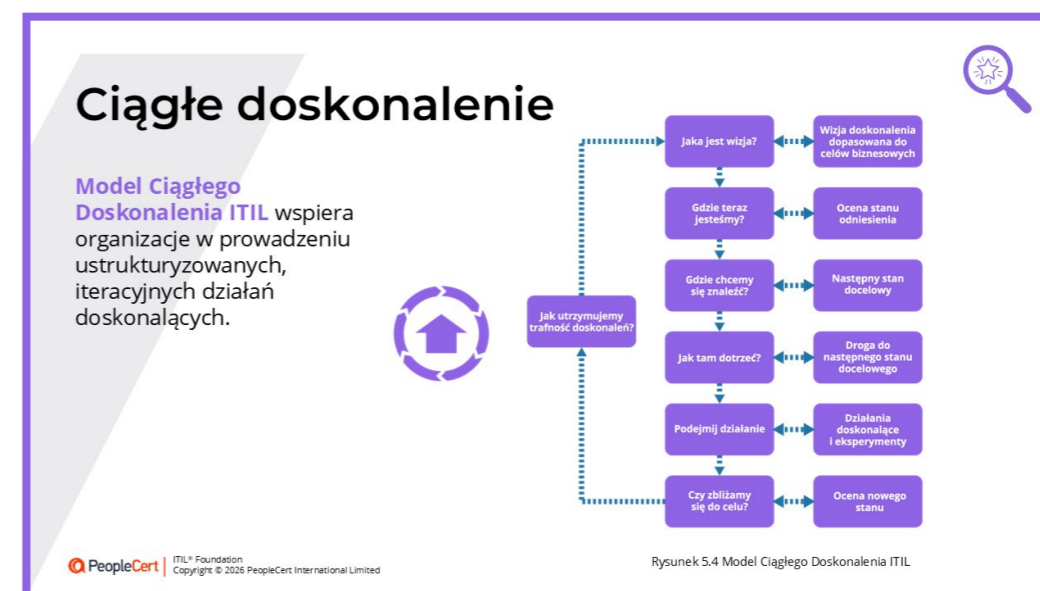 Ciągłe doskonalenie
Model Ciągłego
Doskonalenia ITIL wspiera
organizacje w prowadzeniu
ustrukturyzowanych,
iteracyjnych działań
doskonalących.
Jaka jest wizja?
Wizja doskonalenia
dopasowana do
celów biznesowych
Gdzie teraz
jesteśmy?
Ocena stanu
odniesienia
Gdzie chcemy
się znaleźć?
Następny stan
docelowy
Jak utrzymujemy
trafność doskonaleń?
Jak tam dotrzeć?
Droga do
następnego stanu
docelowego
Podejmij działanie
Działania
doskonalące
i eksperymenty
Czy zbliżamy
się do celu?
Ocena nowego
stanu
PeopleCert
ITIL® Foundation
Copyright © 2026 PeopleCert International Limited
Rysunek 5.4 Model Ciągłego Doskonalenia ITIL